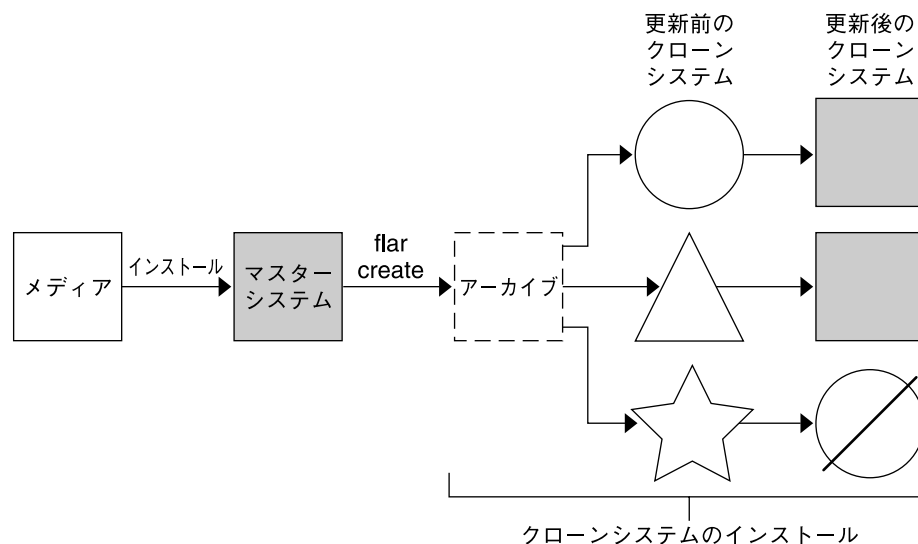 更新前の
クローン
システム
更新後の
クローン
システム
メディア
インストール
マスター
システム
flar
create
アーカイブ
クローンシステムのインストール